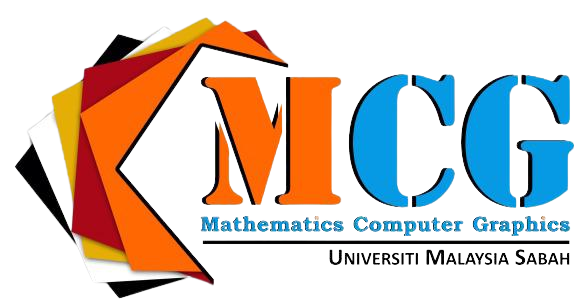 MCG
Mathematics Computer Graphics
UNIVERSITI MALAYSIA SABAH